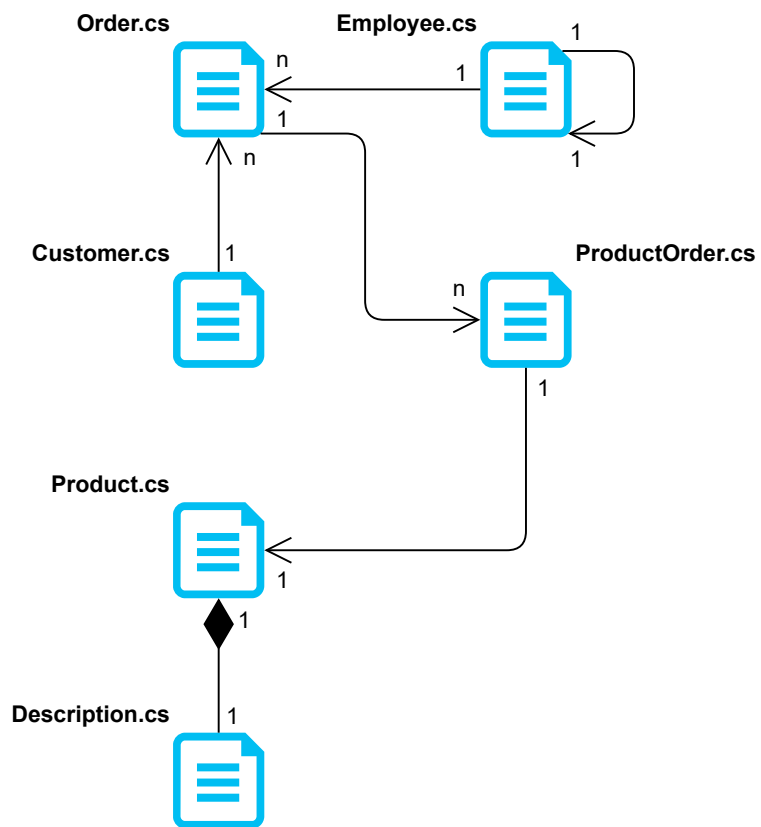 Order.cs
Employee.cs
1
n
1
1
1
n
Customer.cs
1
ProductOrder.cs
n
1
Product.cs
1
1
Description.cs
1